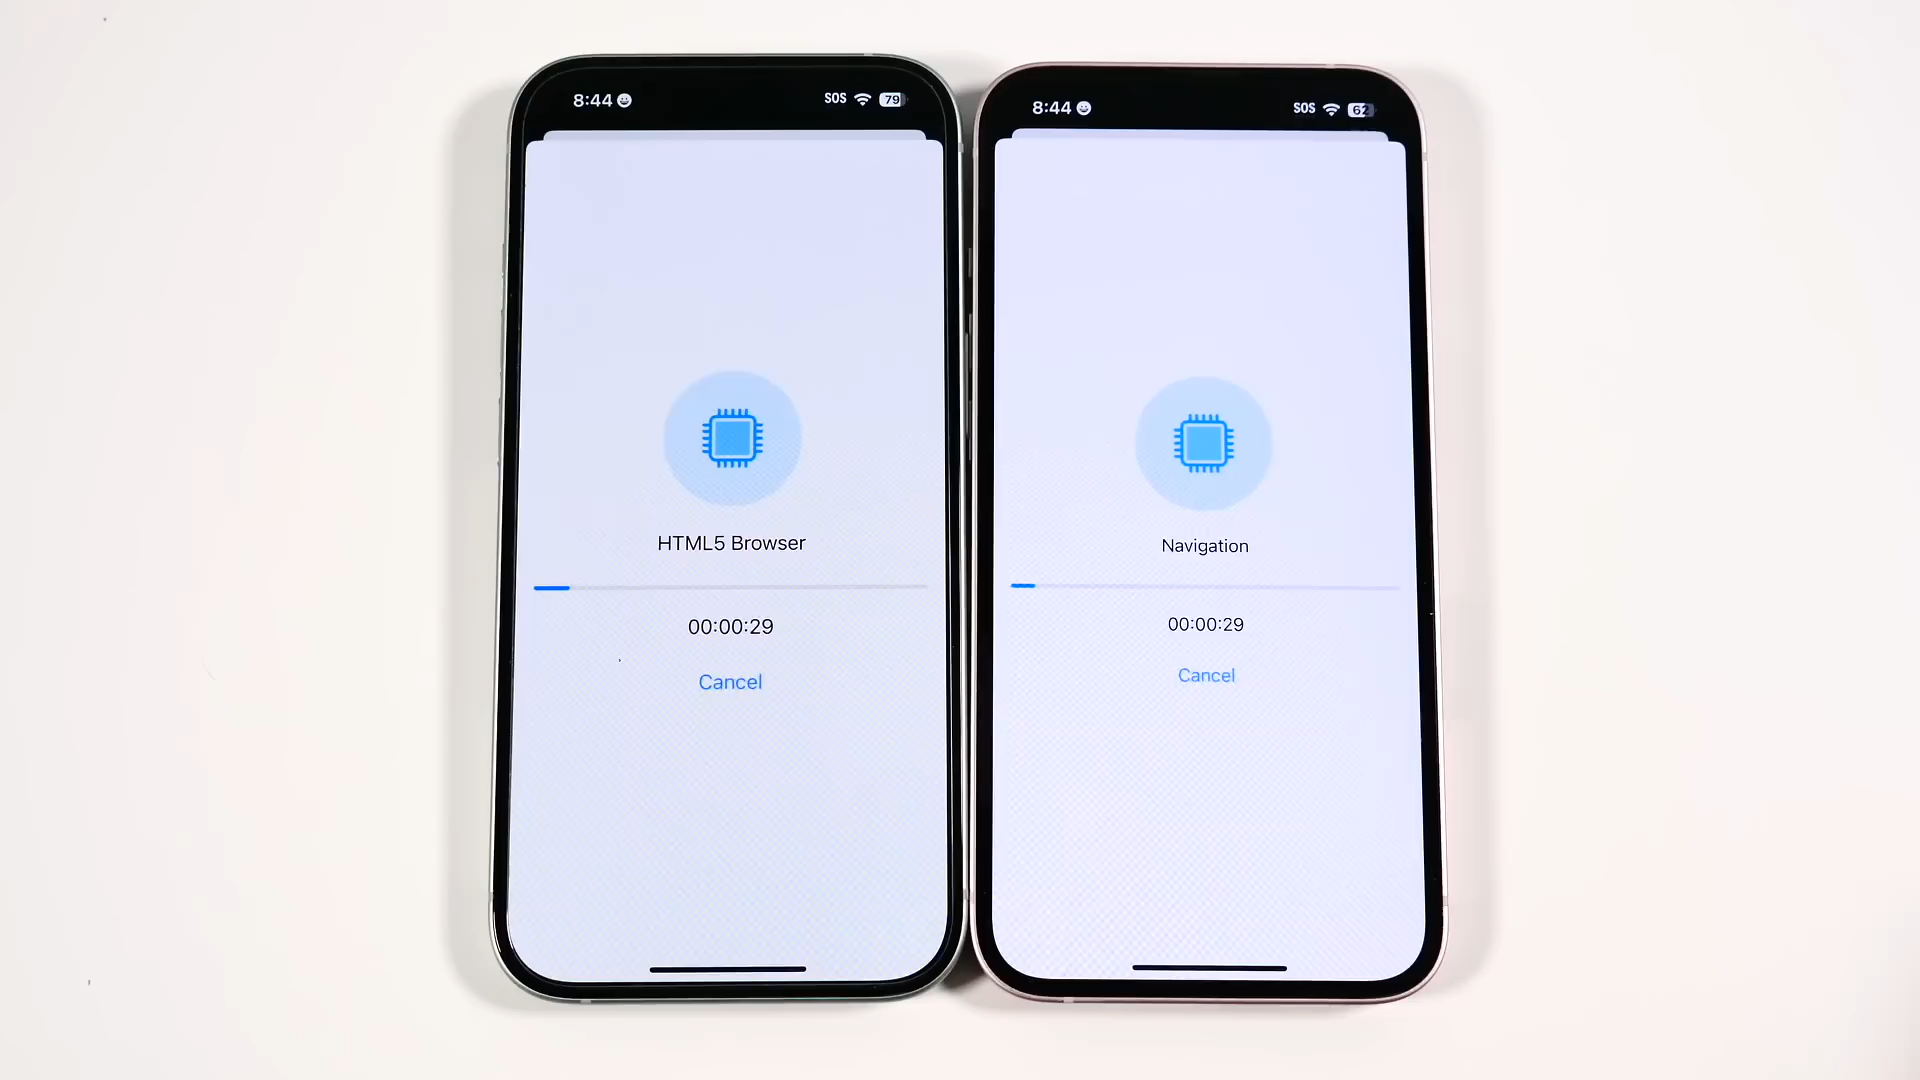 8:44 SOS 79
HTML5 Browser
00:00:29
Cancel
8:44 SOS 62
Navigation
00:00:29
Cancel